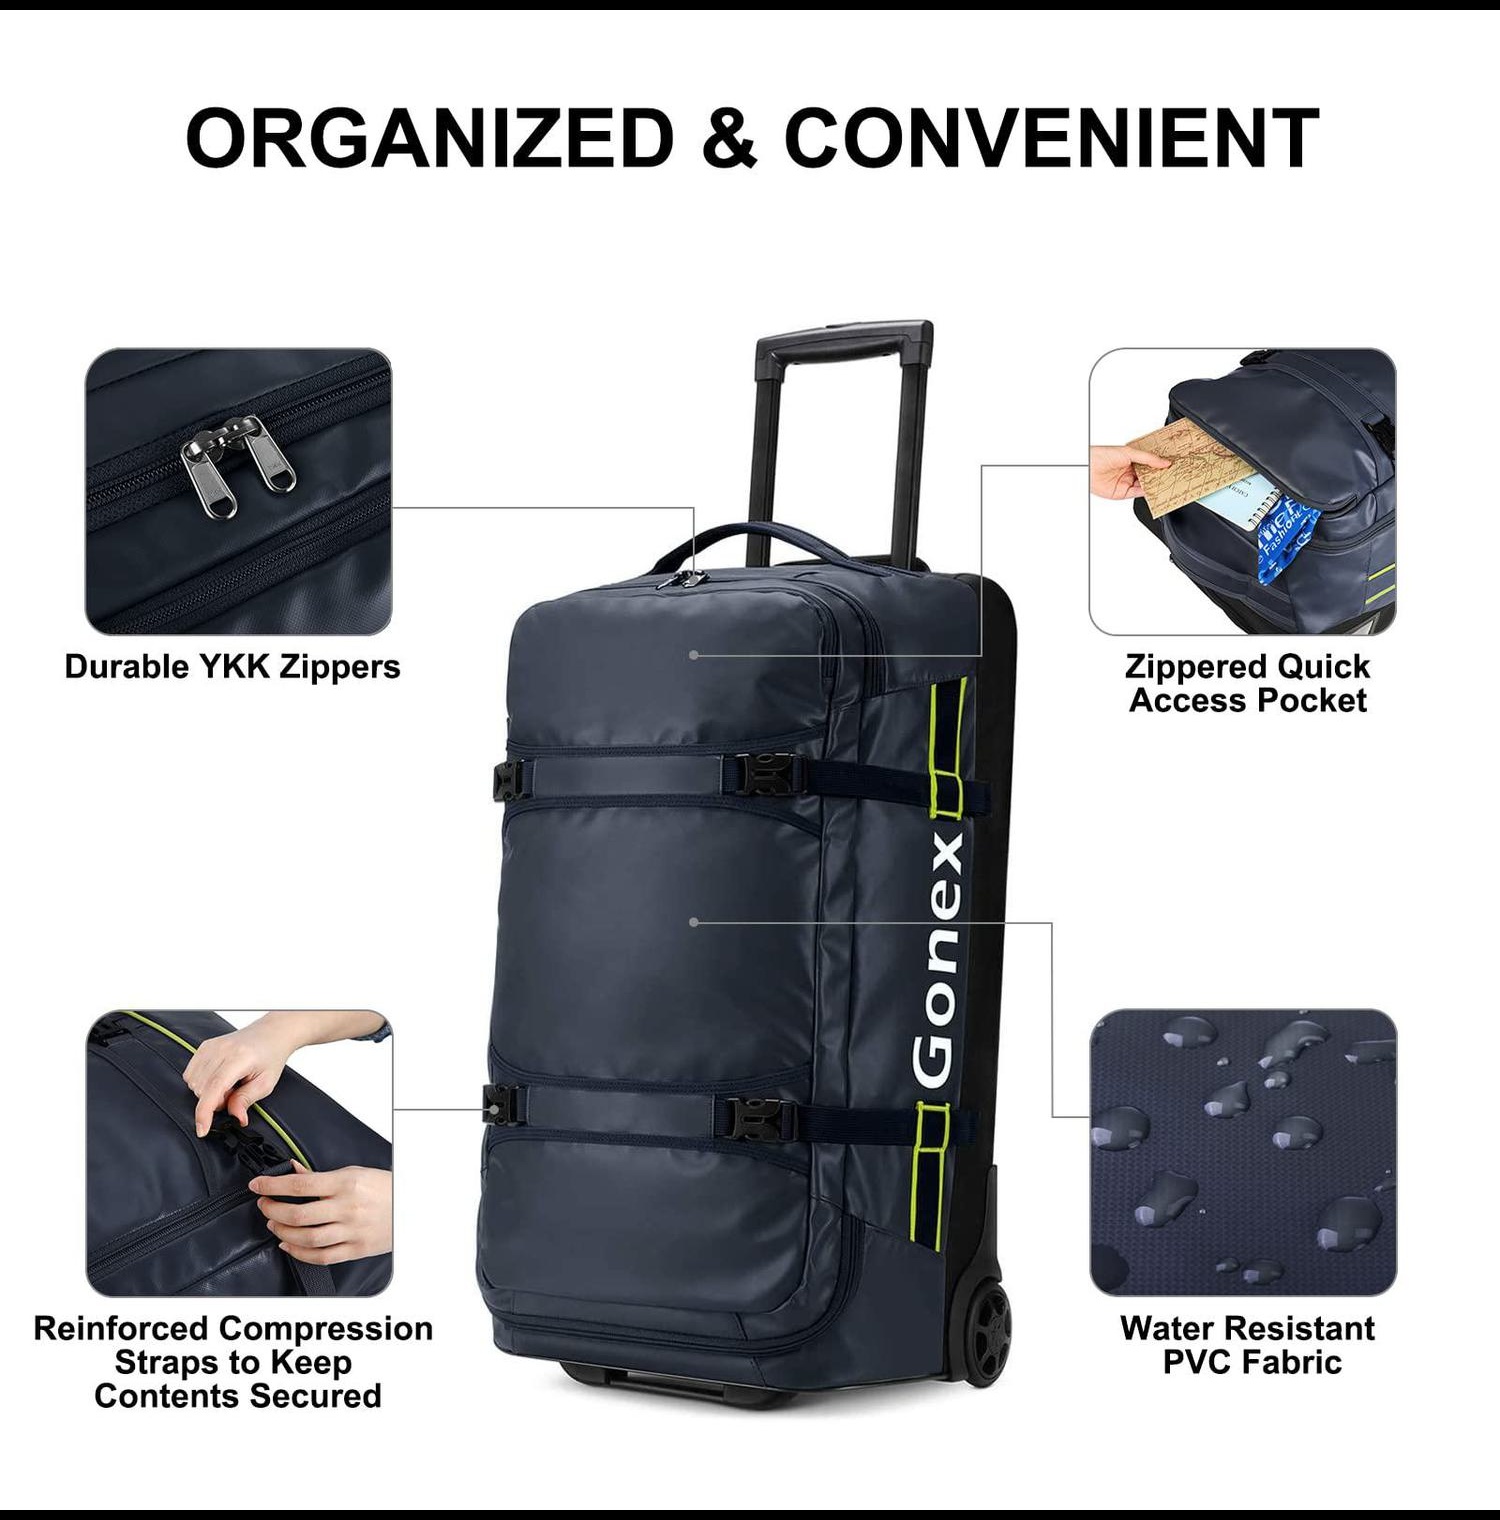 ORGANIZED & CONVENIENT
Durable YKK Zippers
Zippered Quick
Access Pocket
Gonex
Reinforced Compression
Straps to Keep
Contents Secured
Water Resistant
PVC Fabric